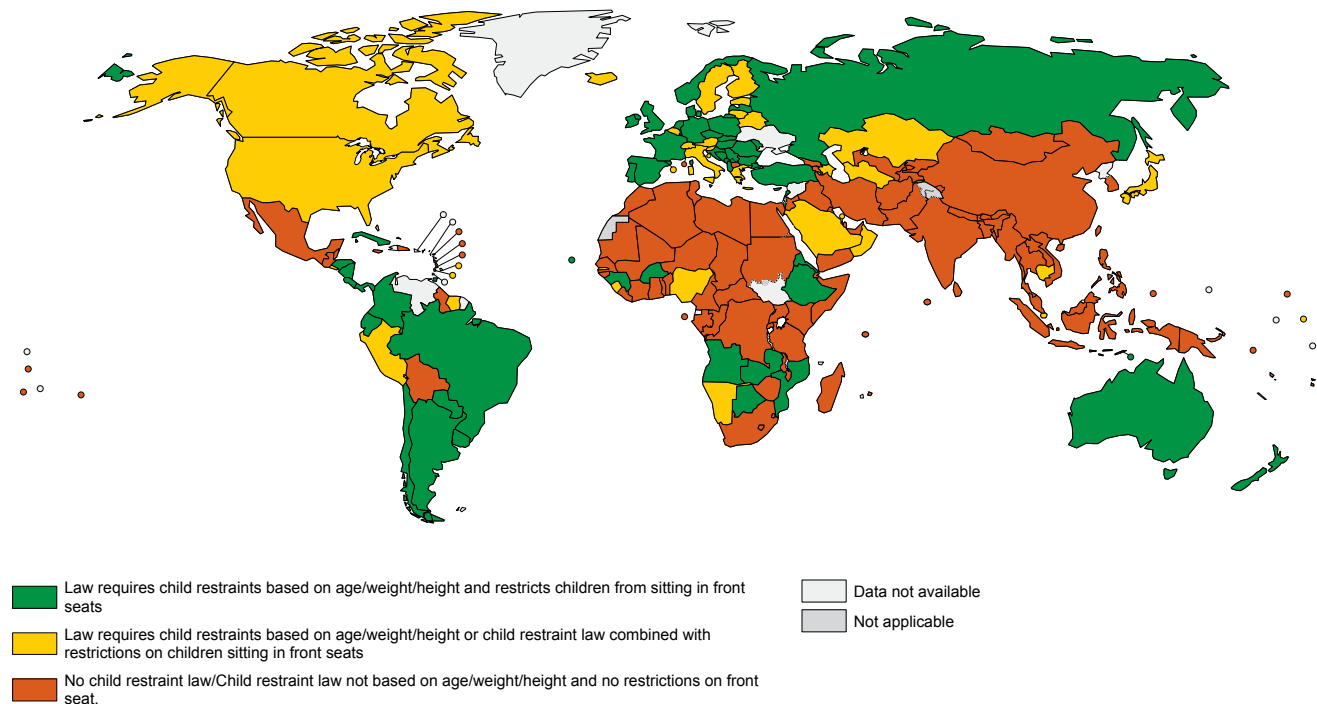 Law requires child restraints based on age/weight/height and restricts children from sitting in front
seats
Law requires child restraints based on age/weight/height or child restraint law combined with
restrictions on children sitting in front seats
No child restraint law/Child restraint law not based on age/weight/height and no restrictions on front
seat.
Data not available
Not applicable